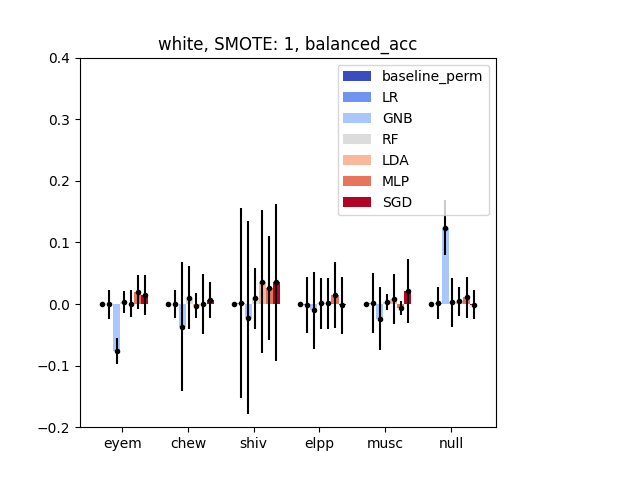 white, SMOTE: 1, balanced_acc
0.4
0.3
0.2
0.1
0.0
−0.1
−0.2
baseline_perm
LR
GNB
RF
LDA
MLP
SGD
eyem chew shiv elpp musc null